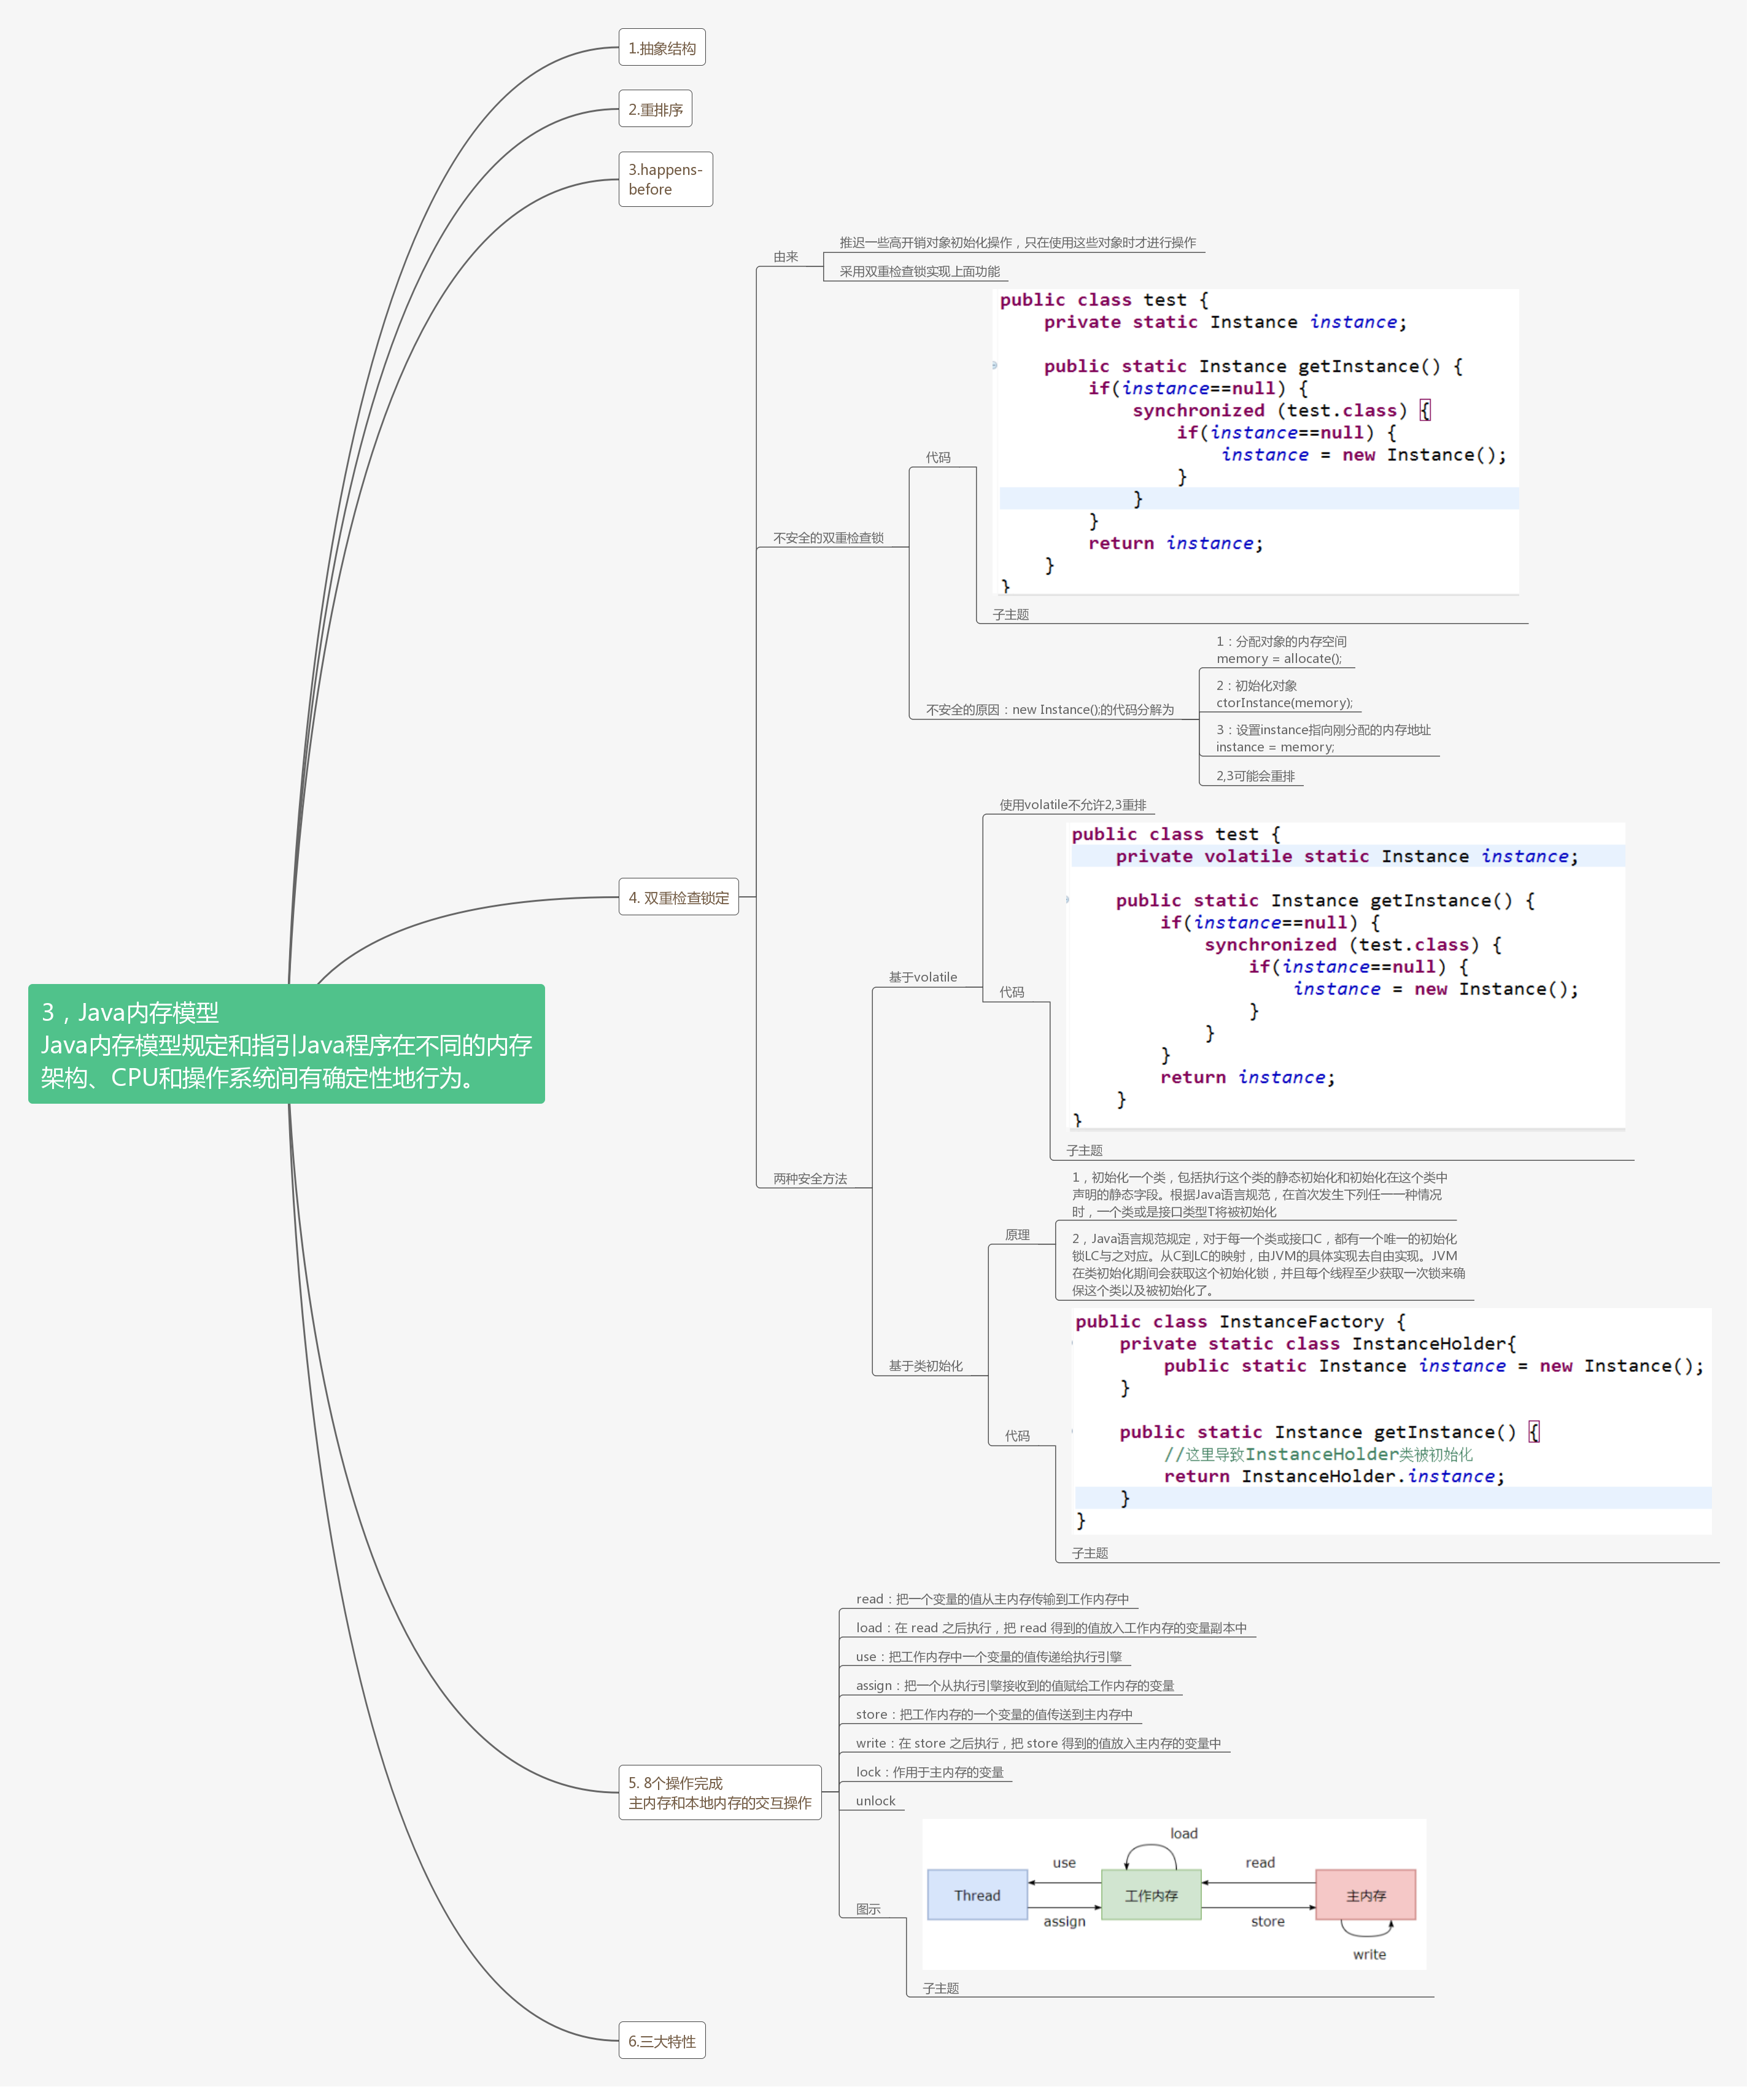 1.抽象结构
2.重排序
3.happens-
before
由来
推迟一些高开销对象初始化操作，只在使用这些对象时才进行操作
采用双重检查锁实现上面功能
不安全的双重检查锁
代码
public class test {
    private static Instance instance;
    public static Instance getInstance() {
        if(instance==null) {
            synchronized (test.class) {
                if(instance==null) {
                    instance = new Instance();
                }
            }
        }
        return instance;
    }
}
子主题
不安全的原因：new Instance();的代码分解为
1：分配对象的内存空间
memory = allocate();
2：初始化对象
ctorInstance(memory);
3：设置instance指向刚分配的内存地址
instance = memory;
2,3可能会重排
4. 双重检查锁定
两种安全方法
基于volatile
使用volatile不允许2,3重排
代码
public class test {
    private volatile static Instance instance;
    public static Instance getInstance() {
        if(instance==null) {
            synchronized (test.class) {
                if(instance==null) {
                    instance = new Instance();
                }
            }
        }
        return instance;
    }
}
子主题
基于类初始化
原理
1，初始化一个类，包括执行这个类的静态初始化和初始化在这个类中
声明的静态字段。根据Java语言规范，在首次发生下列任一一种情况
时，一个类或是接口类型T将被初始化
2，Java语言规范规定，对于每一个类或接口C，都有一个唯一的初始化
锁LC与之对应。从C到LC的映射，由JVM的具体实现去自由实现。JVM
在类初始化期间会获取这个初始化锁，并且每个线程至少获取一次锁来确
保这个类以及被初始化了。
代码
public class InstanceFactory {
    private static class InstanceHolder{
        public static Instance instance = new Instance();
    }
    public static Instance getInstance() {
        //这里导致InstanceHolder类被初始化
        return InstanceHolder.instance;
    }
}
子主题
3，Java内存模型
Java内存模型规定和指引Java程序在不同的内存
架构、CPU和操作系统间有确定性地行为。
5. 8个操作完成
主内存和本地内存的交互操作
read：把一个变量的值从主内存传输到工作内存中
load：在 read 之后执行，把 read 得到的值放入工作内存的变量副本中
use：把工作内存中一个变量的值传递给执行引擎
assign：把一个从执行引擎接收到的值赋给工作内存的变量
store：把工作内存的一个变量的值传送到主内存中
write：在 store 之后执行，把 store 得到的值放入主内存的变量中
lock：作用于主内存的变量
unlock
图示
load
use
read
Thread
工作内存
主内存
assign
store
write
子主题
6.三大特性